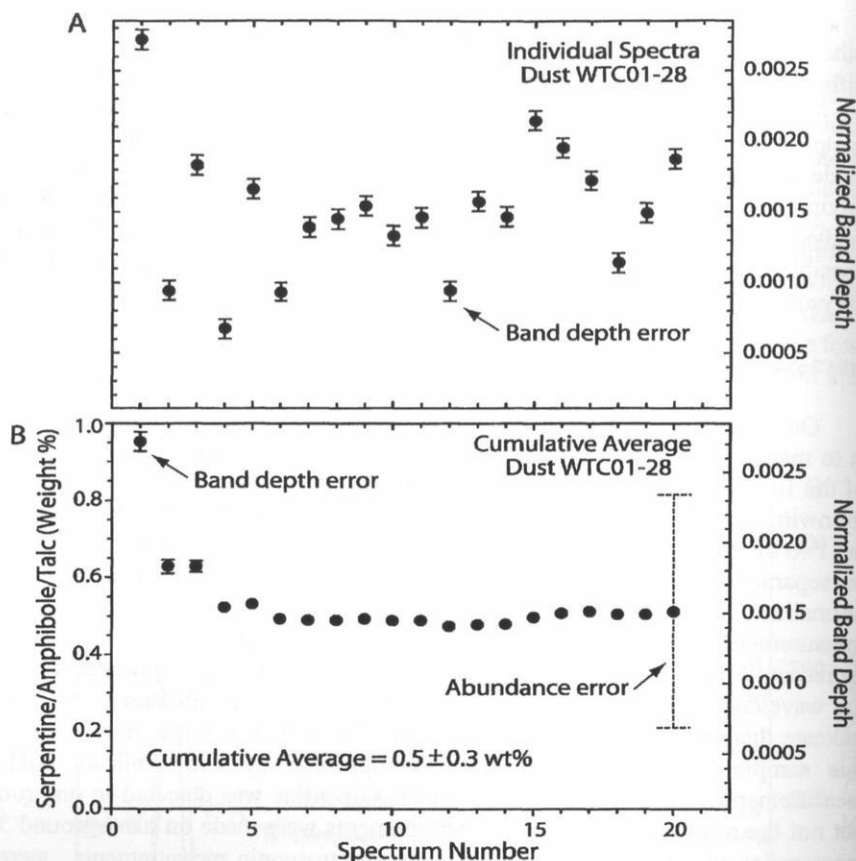 A
Individual Spectra
Dust WTC01-28
0.0025
0.0020
0.0015
0.0010
0.0005
Normalized Band Depth
Band depth error
B
1.0
0.8
0.6
0.4
0.2
0.0
Serpentine/Amphibole/Talc (Weight %)
Cumulative Average
Dust WTC01-28
Band depth error
0.0025
0.0020
0.0015
0.0010
0.0005
Normalized Band Depth
Abundance error
Cumulative Average = 0.5±0.3 wt%
5
10
15
20
Spectrum Number